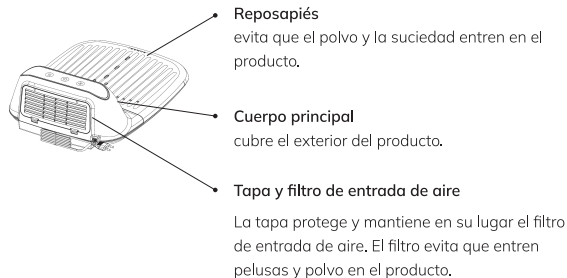 Reposapiés
evita que el polvo y la suciedad entren en el
producto.
Cuerpo principal
cubre el exterior del producto.
Tapa y filtro de entrada de aire
La tapa protege y mantiene en su lugar el filtro
de entrada de aire. El filtro evita que entren
pelusas y polvo en el producto.